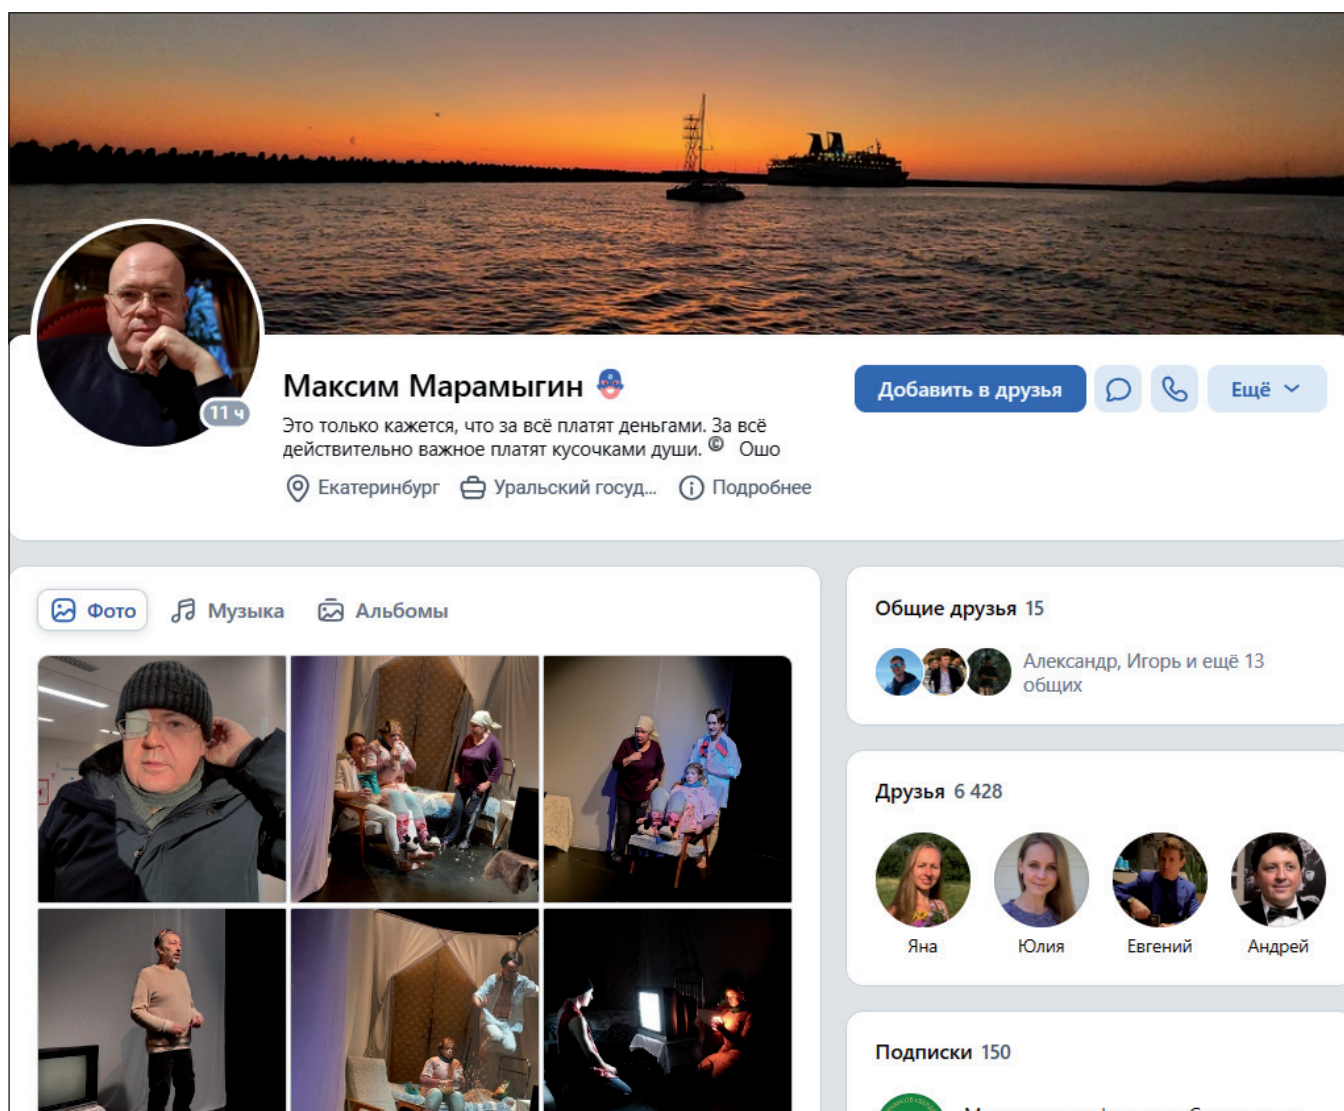 11 ч
Максим Марамыгин
Это только кажется, что за всё платят деньгами. За всё
действительно важное платят кусочками души. © Ошо
Екатеринбург Уральский госуд... Подробнее
Добавить в друзья Ещё
Фото Музыка Альбомы
Общие друзья 15
Александр, Игорь и ещё 13
общих
Друзья 6 428
Яна Юлия Евгений Андрей
Подписки 150